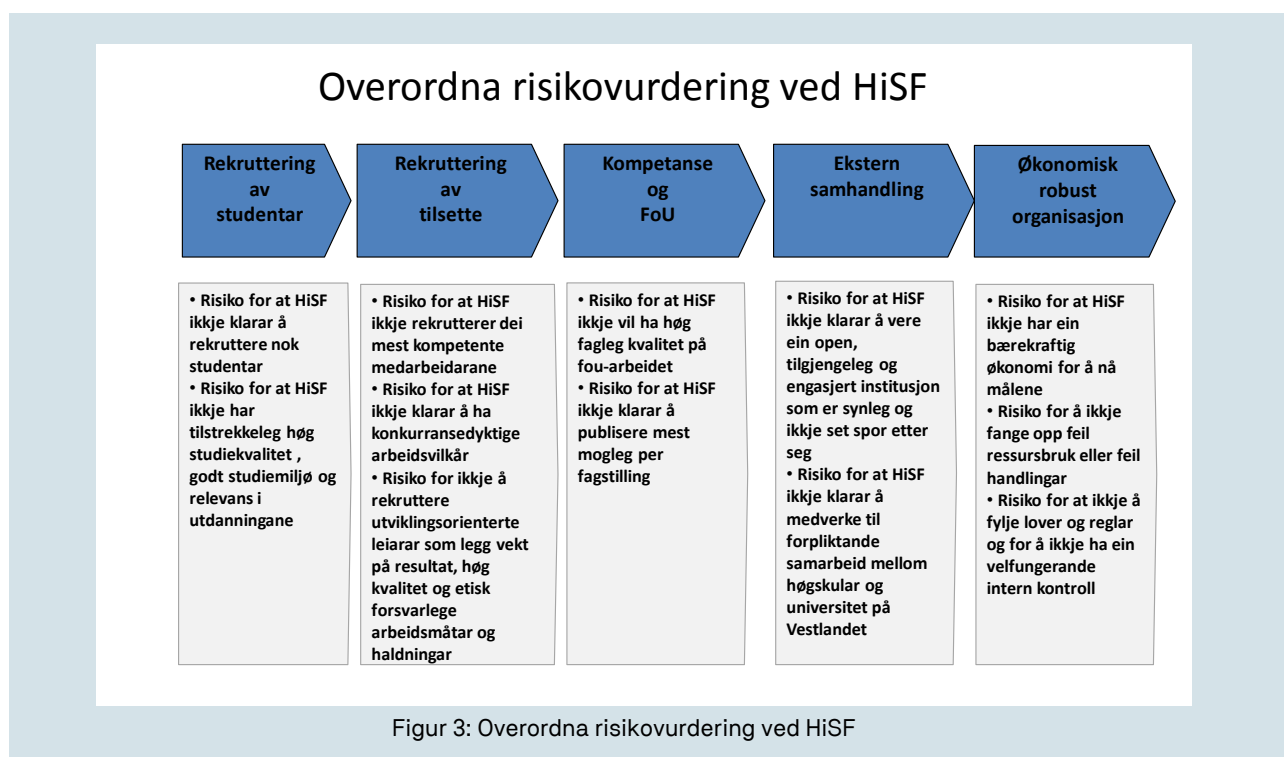 Overordna risikovurdering ved HiSF
Rekruttering
av
studentar
Rekruttering
av
tilsette
Kompetanse
og
FoU
Ekstern
samhandling
Økonomisk
robust
organisasjon
• Risiko for at HiSF
ikkje klarar å
rekruttere nok
studentar
• Risiko for at HiSF
ikkje har
tilstrekkeleg høg
studiekvalitet ,
godt studiemiljø og
relevans i
utdanningane
• Risiko for at HiSF
ikkje rekrutterer dei
mest kompetente
medarbeidarane
• Risiko for at HiSF
ikkje klarar å ha
konkurransedyktige
arbeidsvilkår
• Risiko for ikkje å
rekruttere
utviklingsorienterte
leiarar som legg vekt
på resultat, høg
kvalitet og etisk
forsvarlege
arbeidsmåtar og
haldningar
• Risiko for at HiSF
ikkje vil ha høg
fagleg kvalitet på
fou-arbeidet
• Risiko for at HiSF
ikkje klarar å
publisere mest
mogleg per
fagstilling
• Risiko for at HiSF
ikkje klarar å vere
ein open,
tilgjengeleg og
engasjert institusjon
som er synleg og
ikkje set spor etter
seg
• Risiko for at HiSF
ikkje klarar å
medverke til
forpliktande
samarbeid mellom
høgskular og
universitet på
Vestlandet
• Risiko for at HiSF
ikkje har ein
bærekraftig
økonomi for å nå
målene
• Risiko for å ikkje
fange opp feil
ressursbruk eller feil
handlingar
• Risiko for at ikkje å
fylje lover og reglar
og for å ikkje ha ein
velfungerande
intern kontroll
Figur 3: Overordna risikovurdering ved HiSF